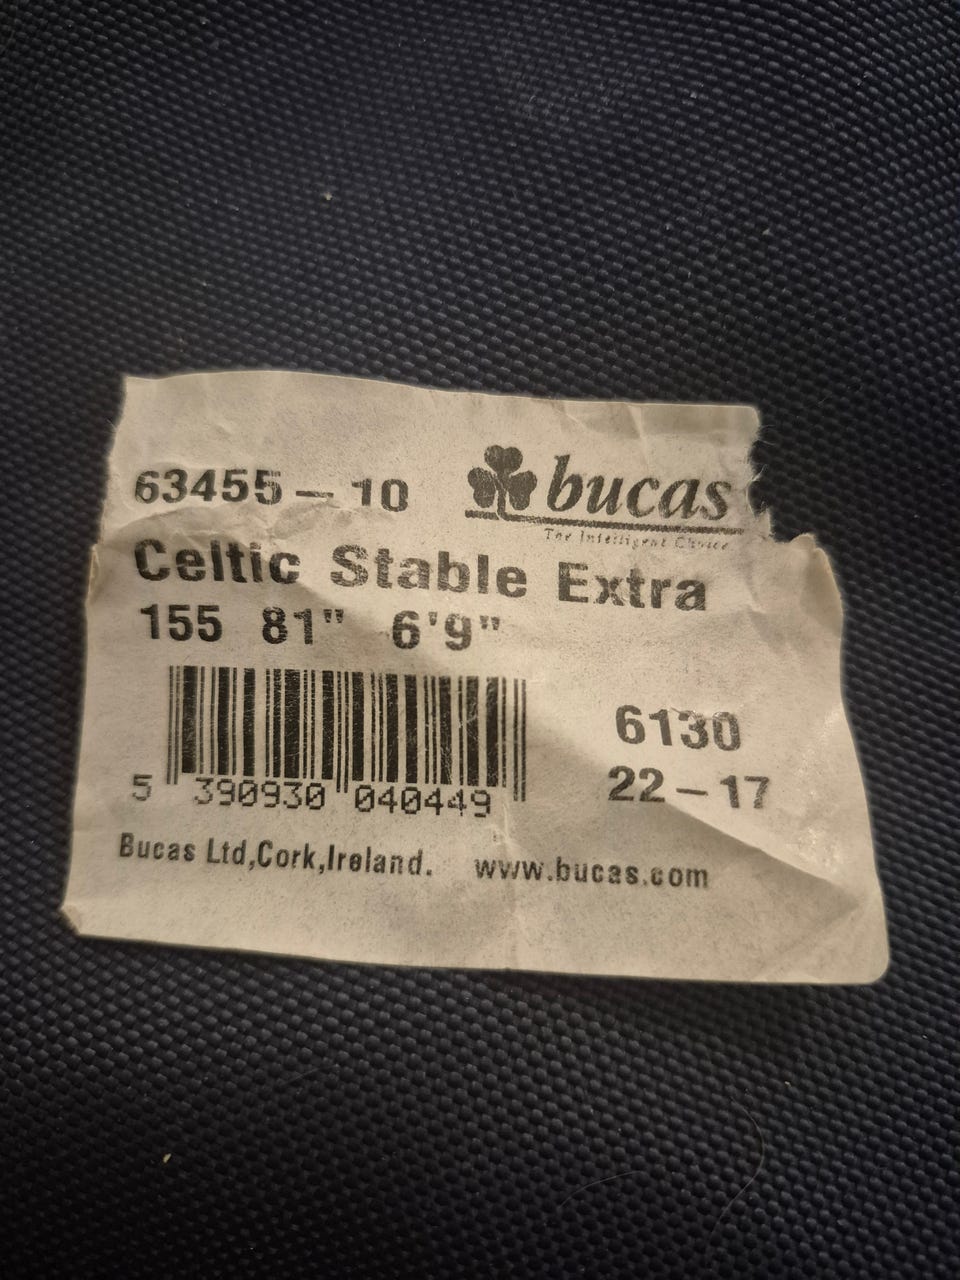 63455 – 10
bucas
The Intelligent Choice
Celtic Stable Extra
155 81" 6'9"
6130
22 – 17
5 390930 040449
Bucas Ltd,Cork,Ireland. www.bucas.com